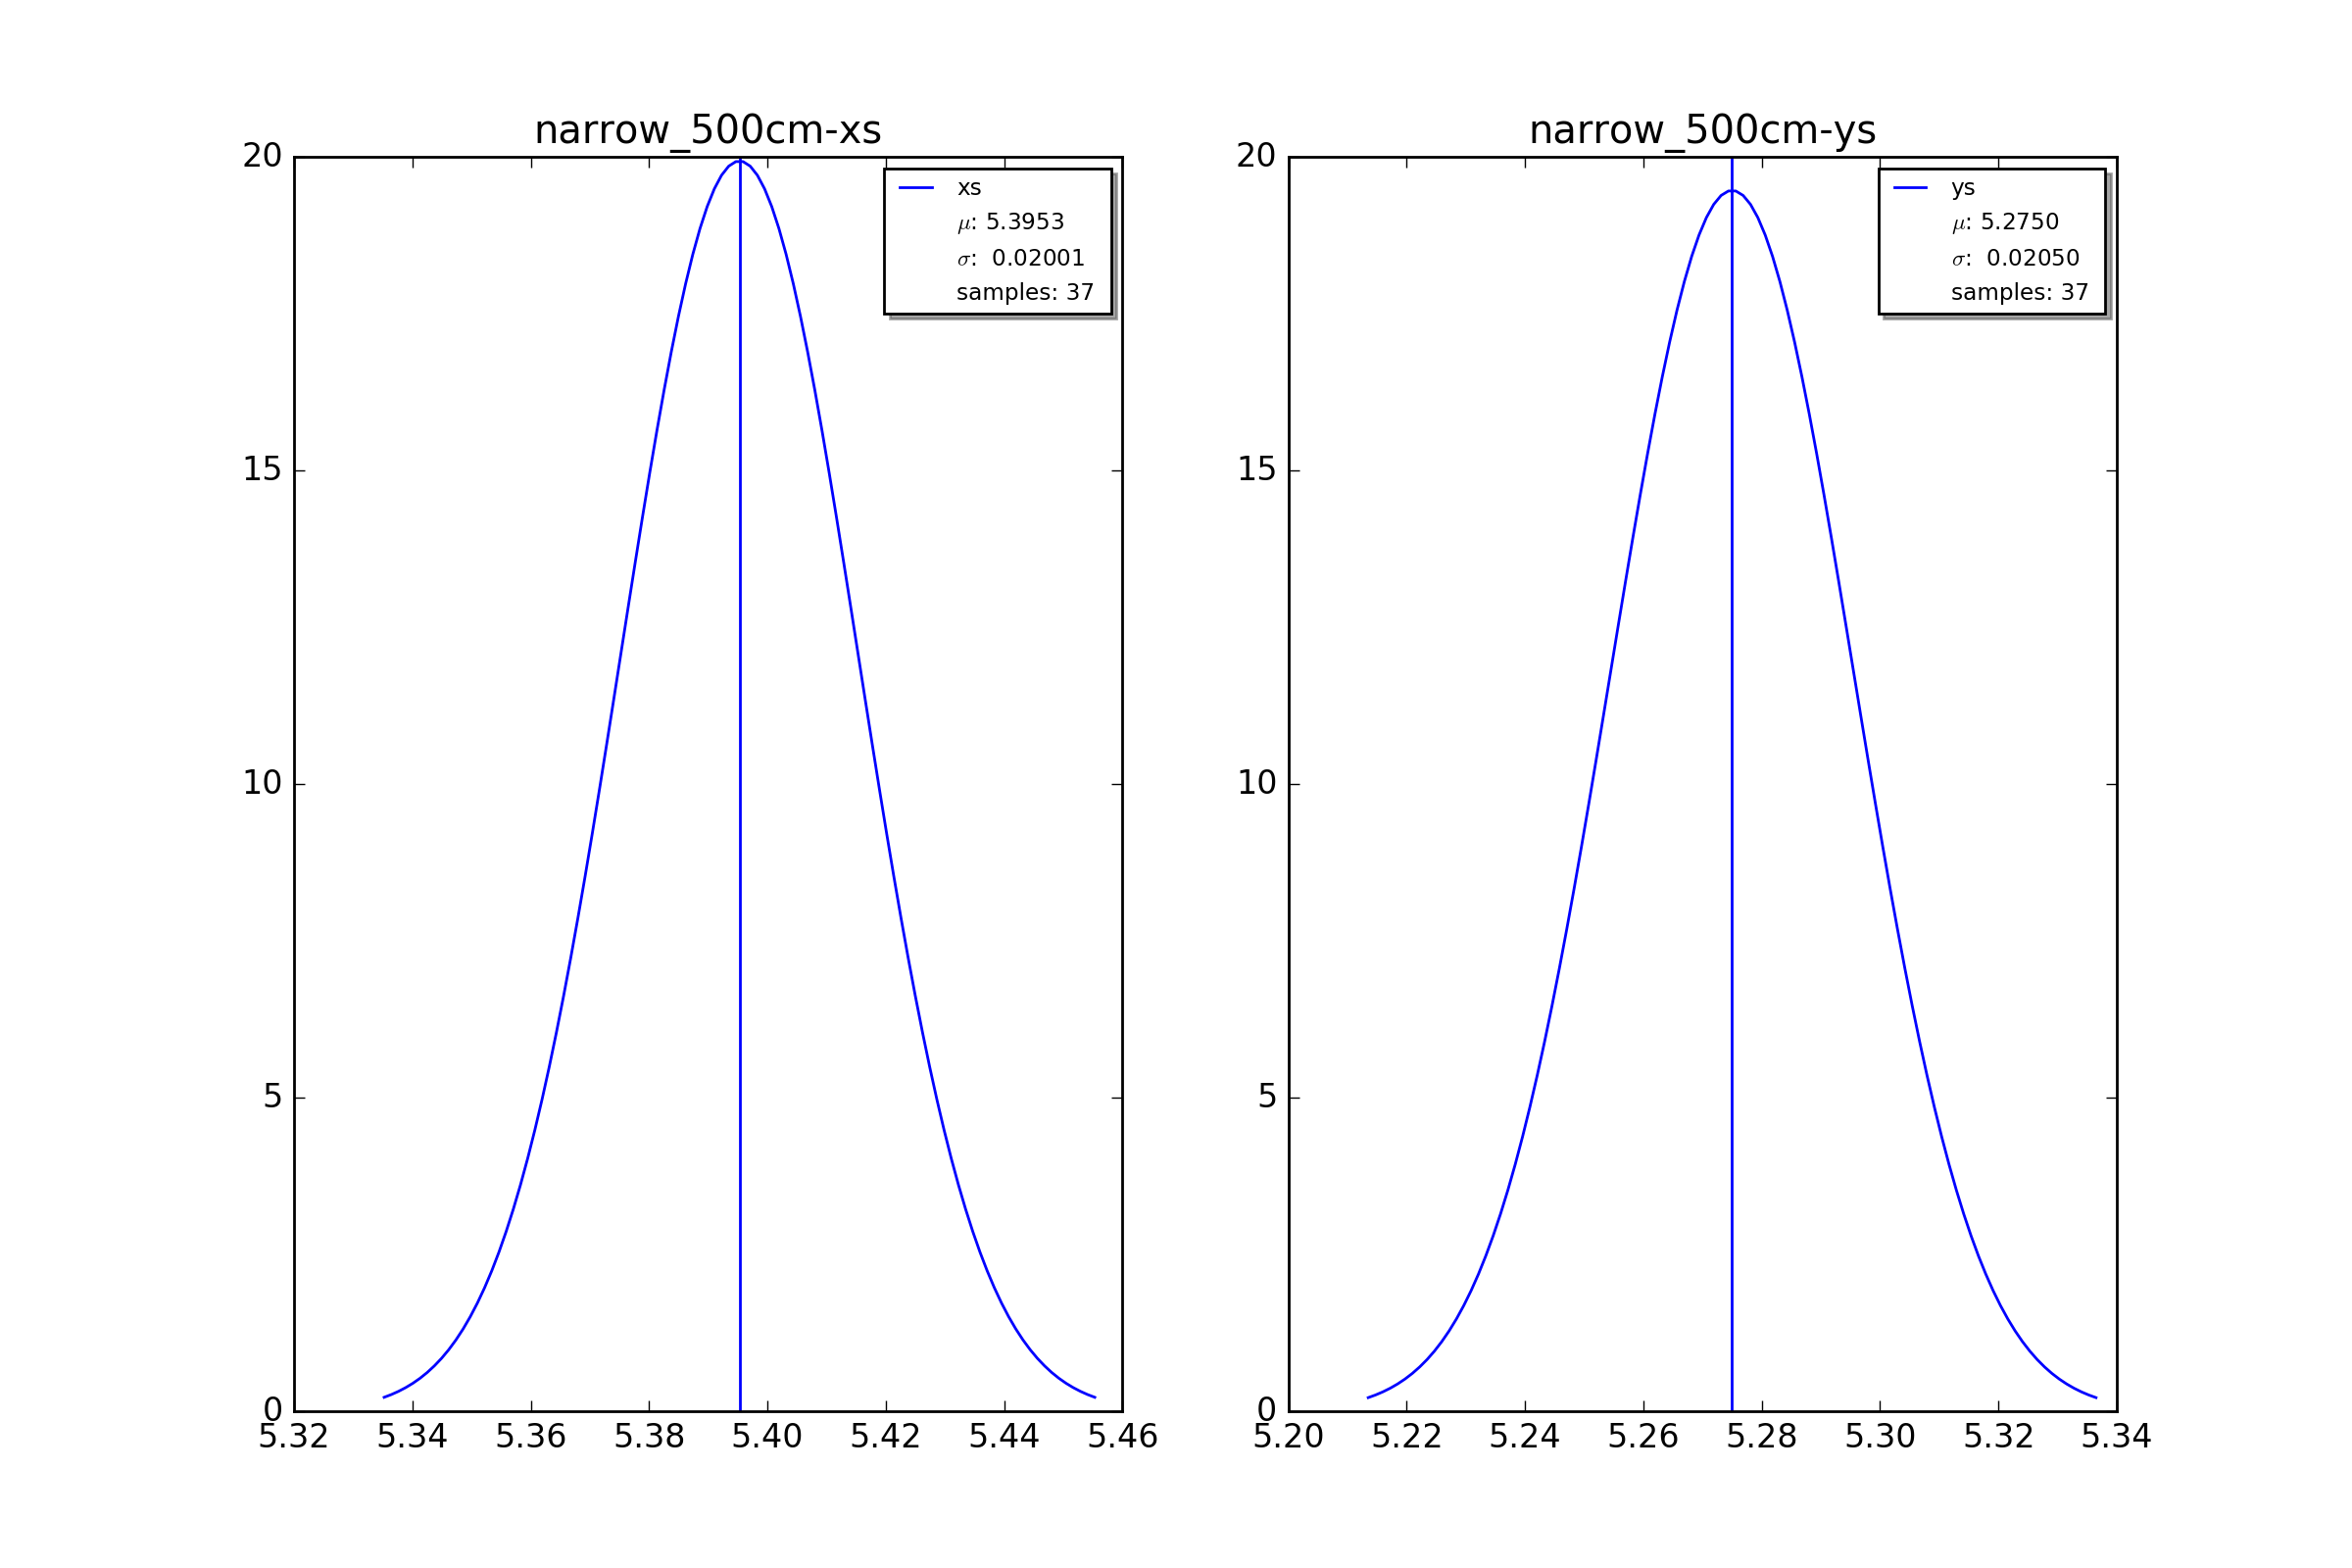 narrow_500cm-xs
20
15
10
5
0
5.32 5.34 5.36 5.38 5.40 5.42 5.44 5.46
xs
μ: 5.3953
σ: 0.02001
samples: 37
narrow_500cm-ys
20
15
10
5
0
5.20 5.22 5.24 5.26 5.28 5.30 5.32 5.34
ys
μ: 5.2750
σ: 0.02050
samples: 37